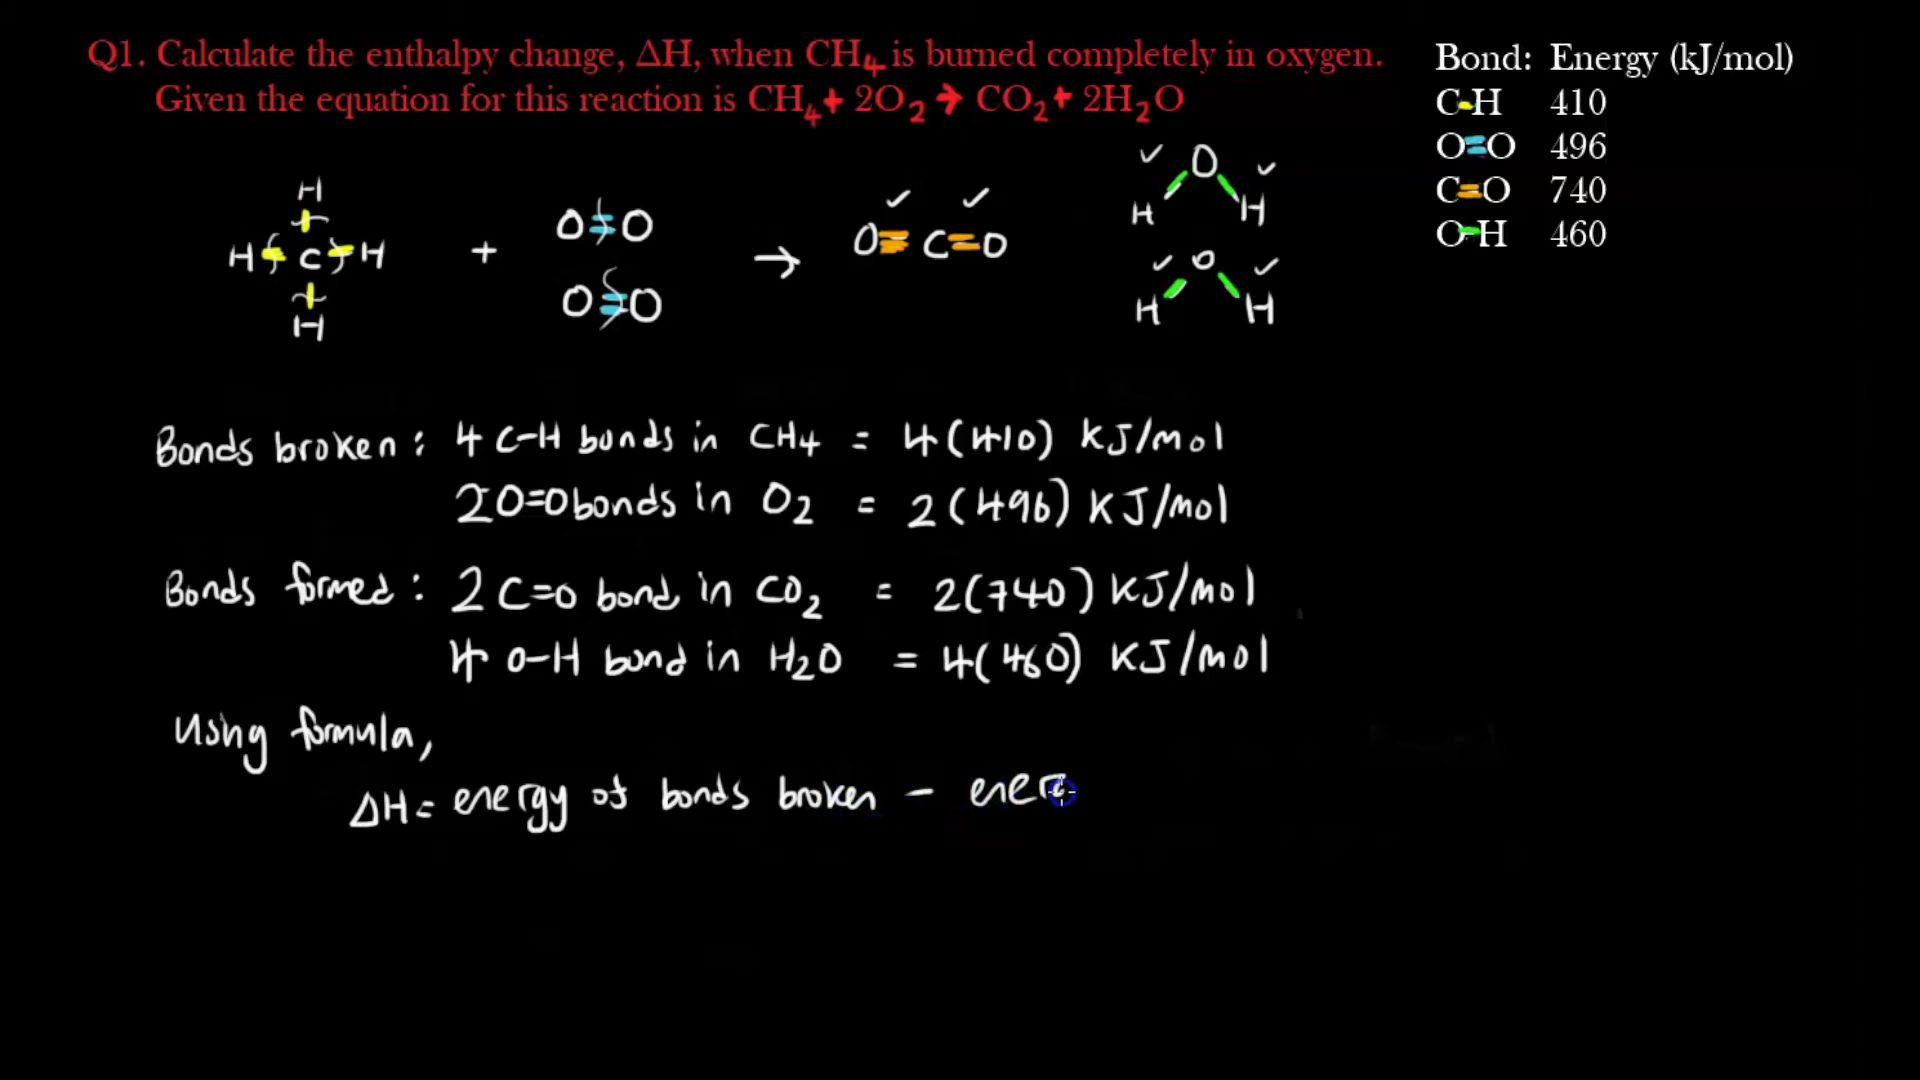 Q1. Calculate the enthalpy change, ΔH, when CH₄ is burned completely in oxygen.
Given the equation for this reaction is CH₄ + 2O₂ → CO₂ + 2H₂O
Bond: Energy (kJ/mol)
C-H 410
O=O 496
C=O 740
O-H 460
H
H C H
H
+
O=O
O=O
→
O=C=O
O
H H
O
H H
Bonds broken: 4 C-H bonds in CH4 = 4(410) KJ/mol
2 O=O bonds in O2 = 2(496) KJ/mol
Bonds formed: 2 C=O bond in CO2 = 2(740) KJ/mol
4 O-H bond in H2O = 4(460) KJ/mol
Using formula,
ΔH = energy of bonds broken - ener